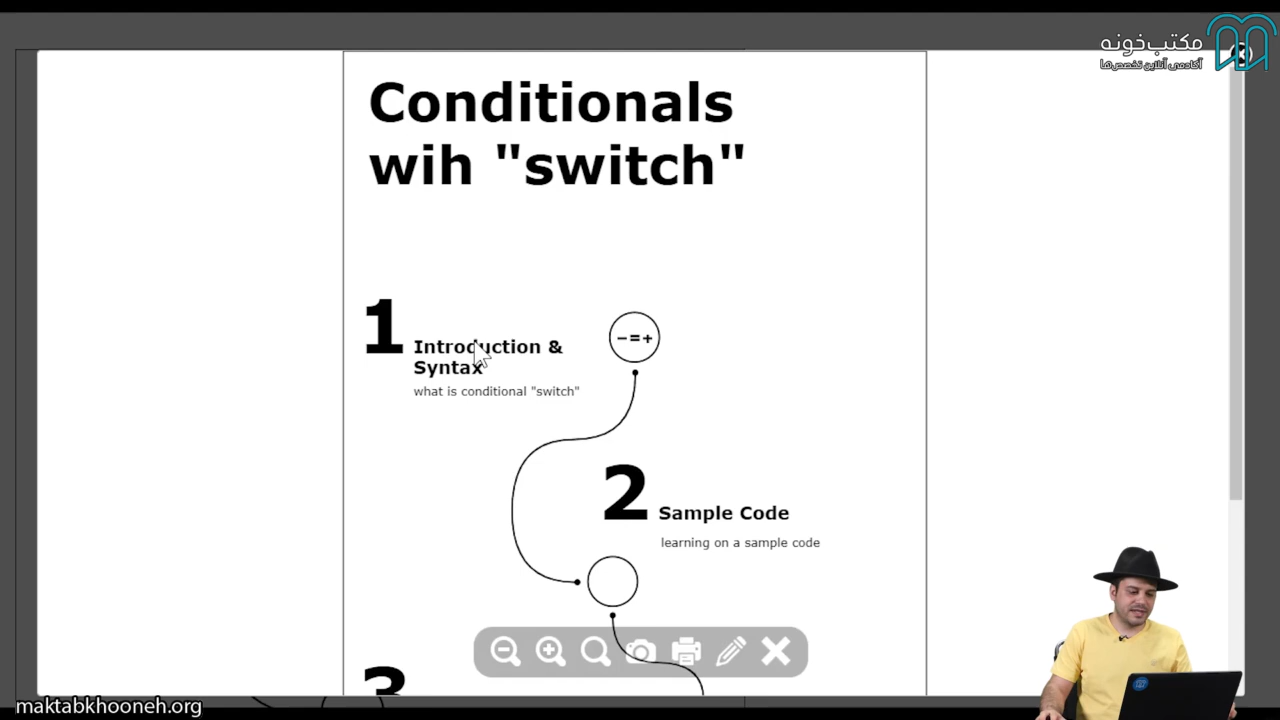 مکتب‌خونه
آکادمی آنلاین تخصص‌ها
Conditionals
wih "switch"
1
Introduction &
Syntax
what is conditional "switch"
−=+
2
Sample Code
learning on a sample code
3
maktabkhooneh.org